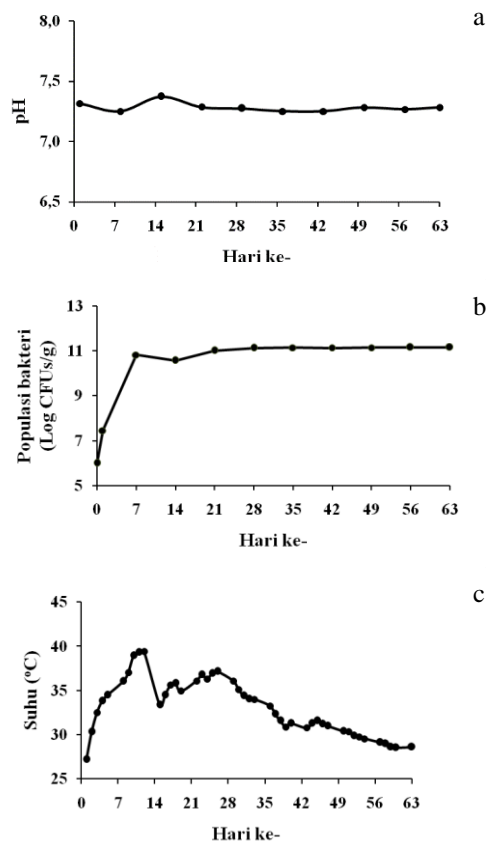 a
8,0
7,5
7,0
6,5
pH
0 7 14 21 28 35 42 49 56 63
Hari ke-
b
13
11
9
7
5
Populasi bakteri
(Log CFUs/g)
0 7 14 21 28 35 42 49 56 63
Hari ke-
c
45
40
35
30
25
Suhu (°C)
0 7 14 21 28 35 42 49 56 63
Hari ke-